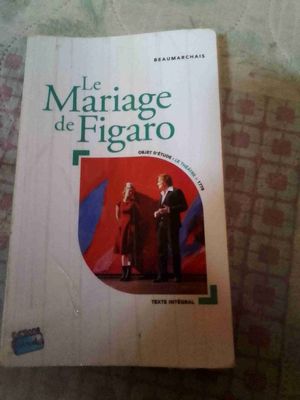 BEAUMARCHAIS
Le
Mariage
de Figaro
OBJET D'ÉTUDE : LE THÉÂTRE
TEXTE INTÉGRAL